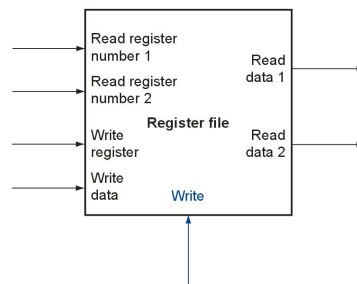 Read register
number 1
Read
data 1
Read register
number 2
Register file
Write
register
Read
data 2
Write
data
Write